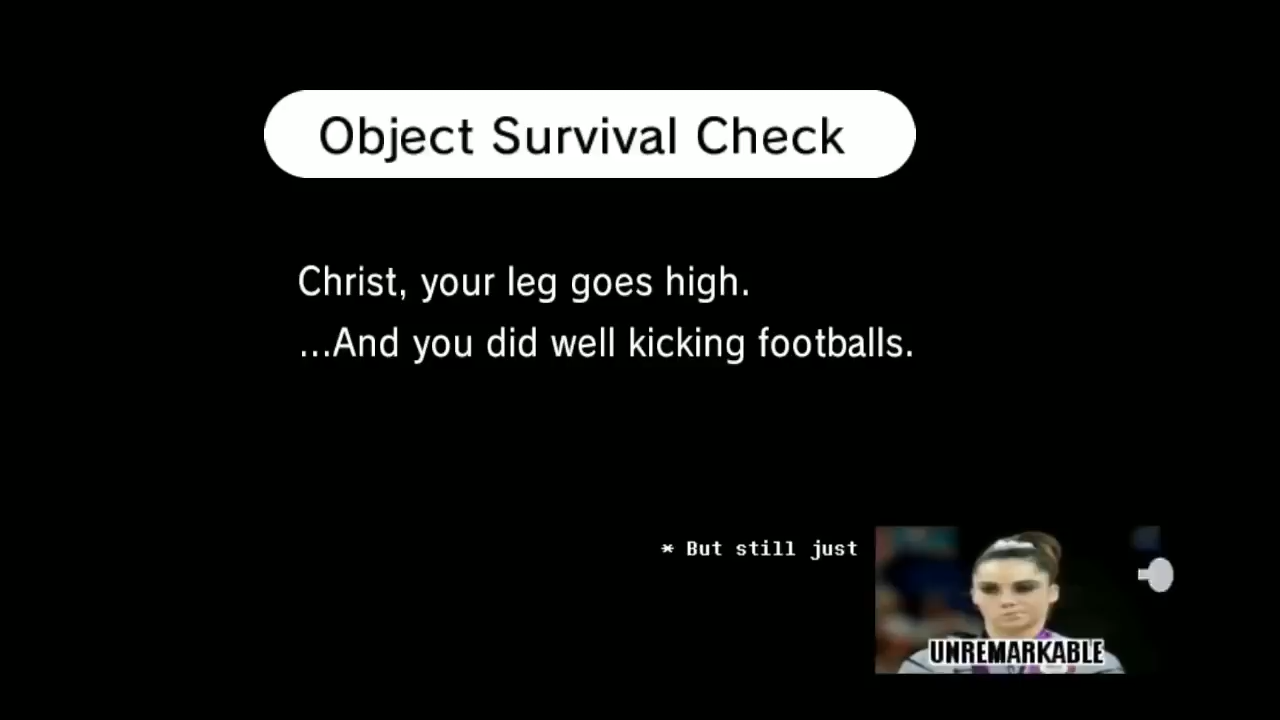 Object Survival Check
Christ, your leg goes high.
...And you did well kicking footballs.
* But still just
UNREMARKABLE